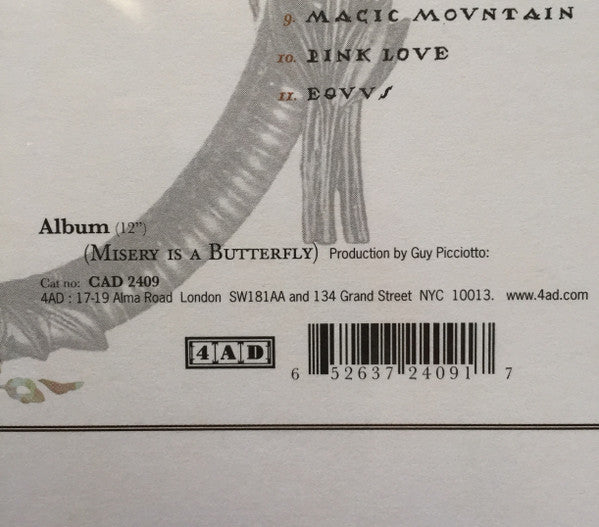 9. MAGIC MOVNTAIN
10. PINK LOVE
11. EQVVS
Album (12")
(MISERY IS A BUTTERFLY) Production by Guy Picciotto:
Cat no: CAD 2409
4AD : 17-19 Alma Road London SW181AA and 134 Grand Street NYC 10013. www.4ad.com
4AD
6 52637 24091 7